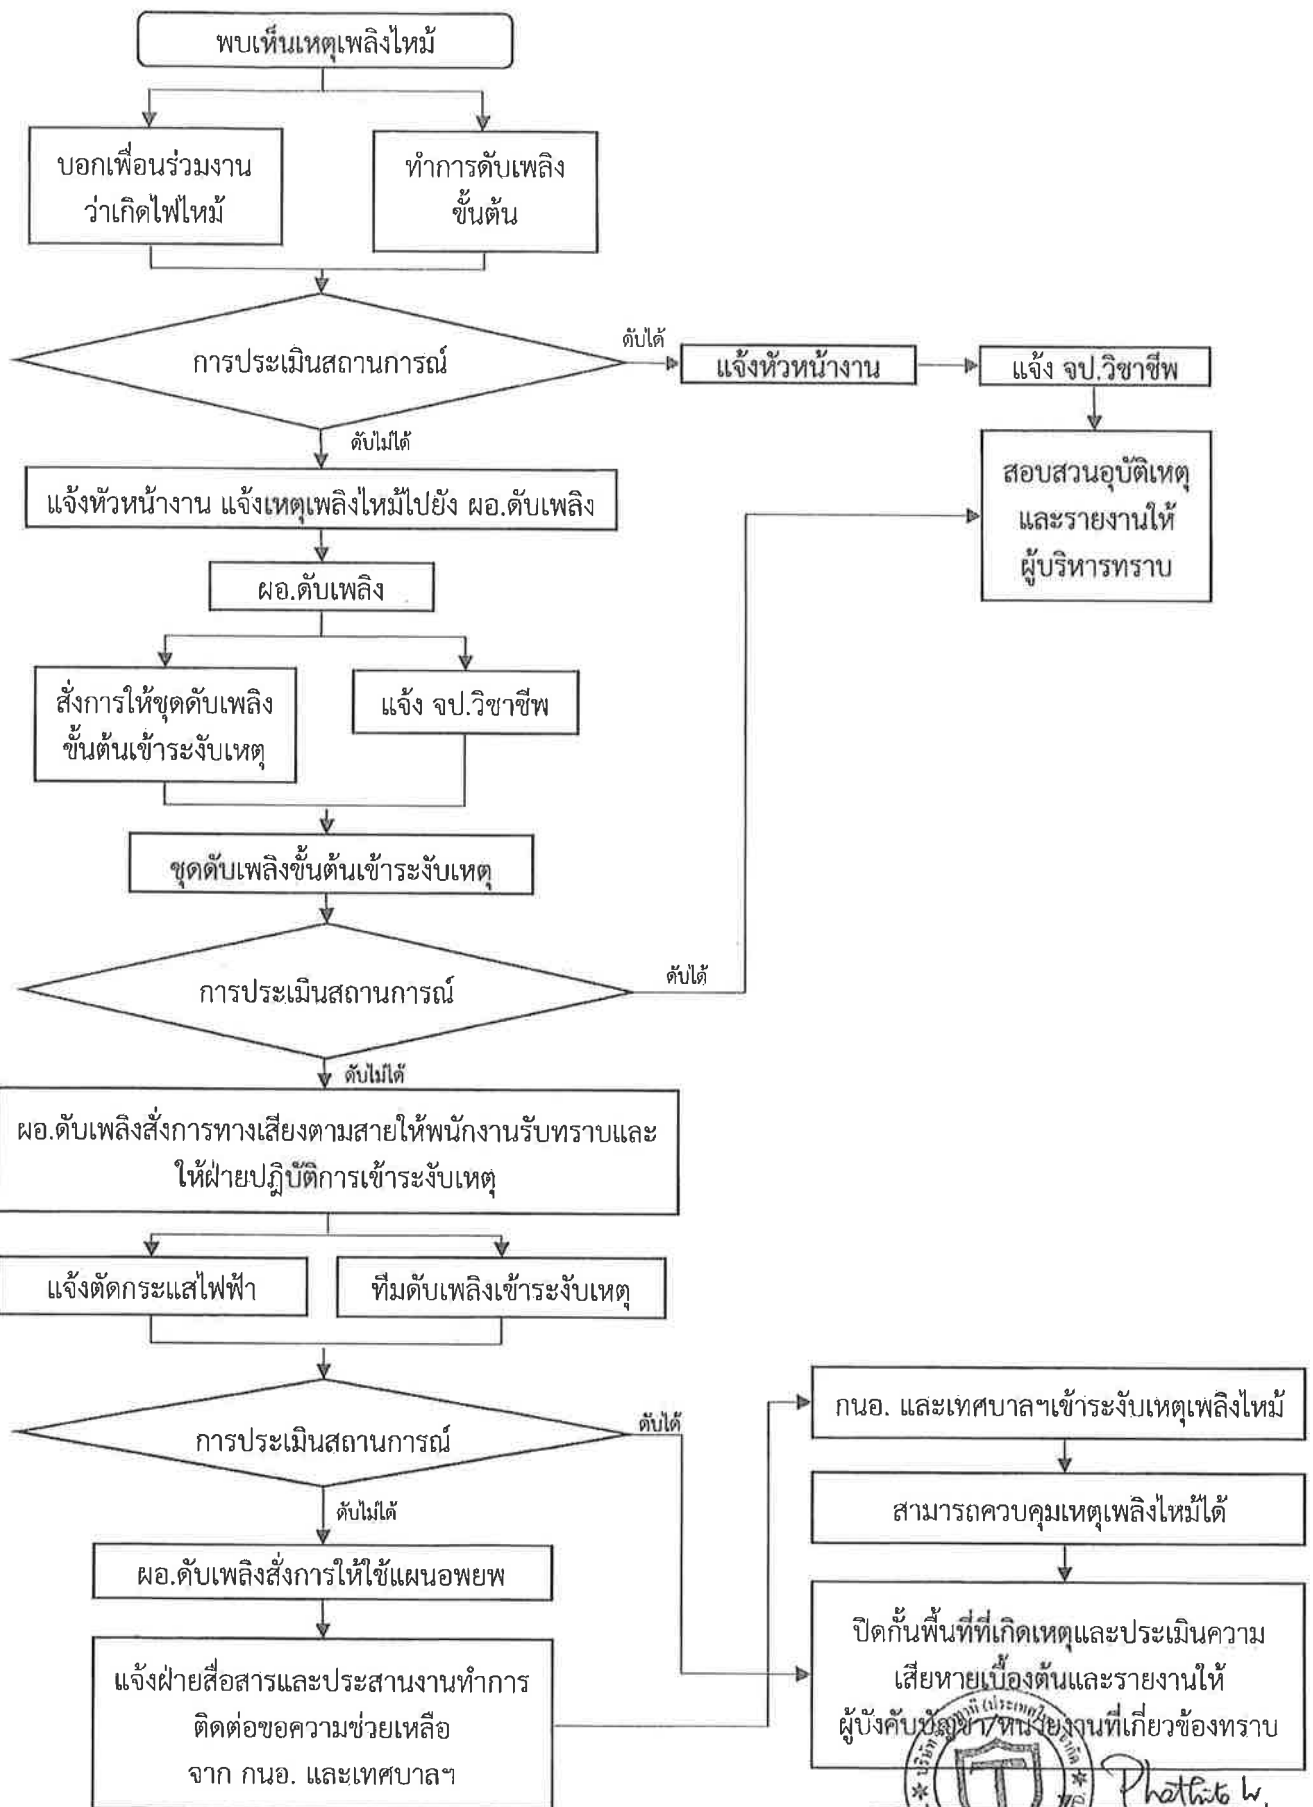 พบเห็นเหตุเพลิงไหม้
บอกเพื่อนร่วมงาน
ว่าเกิดไฟไหม้
ทำการดับเพลิง
ขั้นต้น
การประเมินสถานการณ์
ดับได้
แจ้งหัวหน้างาน
แจ้ง จป.วิชาชีพ
สอบสวนอุบัติเหตุ
และรายงานให้
ผู้บริหารทราบ
ดับไม่ได้
แจ้งหัวหน้างาน แจ้งเหตุเพลิงไหม้ไปยัง ผอ.ดับเพลิง
ผอ.ดับเพลิง
สั่งการให้ชุดดับเพลิง
ขั้นต้นเข้าระงับเหตุ
แจ้ง จป.วิชาชีพ
ชุดดับเพลิงขั้นต้นเข้าระงับเหตุ
การประเมินสถานการณ์
ดับได้
ดับไม่ได้
ผอ.ดับเพลิงสั่งการทางเสียงตามสายให้พนักงานรับทราบและ
ให้ฝ่ายปฎิบัติการเข้าระงับเหตุ
แจ้งตัดกระแสไฟฟ้า
ทีมดับเพลิงเข้าระงับเหตุ
การประเมินสถานการณ์
ดับได้
ดับไม่ได้
ผอ.ดับเพลิงสั่งการให้ใช้แผนอพยพ
แจ้งฝ่ายสื่อสารและประสานงานทำการ
ติดต่อขอความช่วยเหลือ
จาก กนอ. และเทศบาลฯ
กนอ. และเทศบาลฯเข้าระงับเหตุเพลิงไหม้
สามารถควบคุมเหตุเพลิงไหม้ได้
ปิดกั้นพื้นที่ที่เกิดเหตุและประเมินความ
เสียหายเบื้องต้นและรายงานให้
ผู้บังคับบัญชา/หน่วยงานที่เกี่ยวข้องทราบ